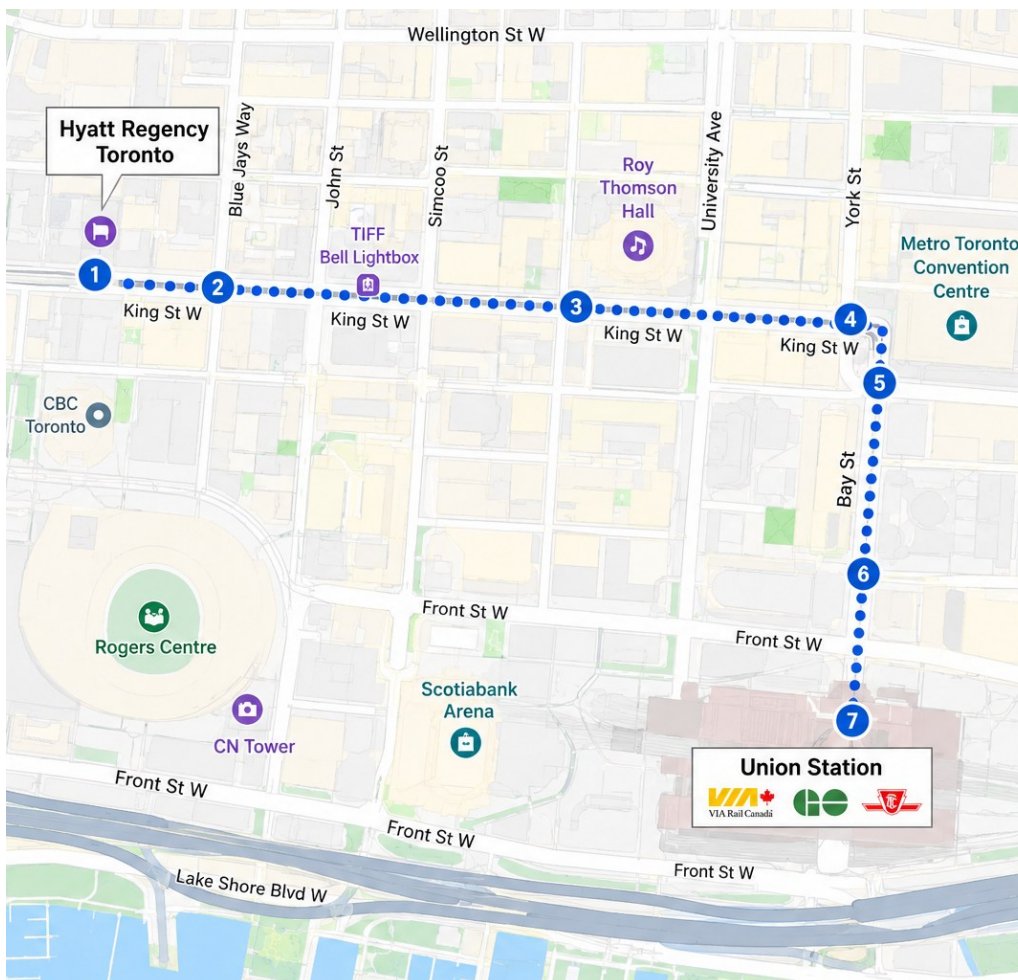 Wellington St W
Hyatt Regency
Toronto
Blue Jays Way
John St
Simcoo St
University Ave
York St
Roy
Thomson
Hall
TIFF
Bell Lightbox
Metro Toronto
Convention
Centre
1
2
3
4
King St W
King St W
King St W
King St W
5
CBC
Toronto
Bay St
6
Front St W
Rogers Centre
Front St W
Scotiabank
Arena
CN Tower
7
Union Station
VIA
VIA Rail Canada
GO
TTC
Front St W
Front St W
Front St W
Lake Shore Blvd W